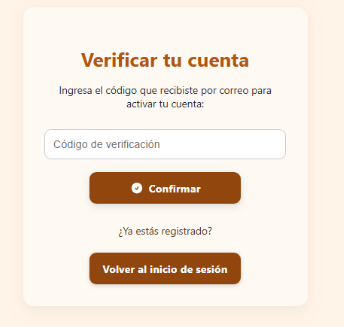 Verificar tu cuenta
Ingresa el código que recibiste por correo para
activar tu cuenta:
Código de verificación
Confirmar
¿Ya estás registrado?
Volver al inicio de sesión